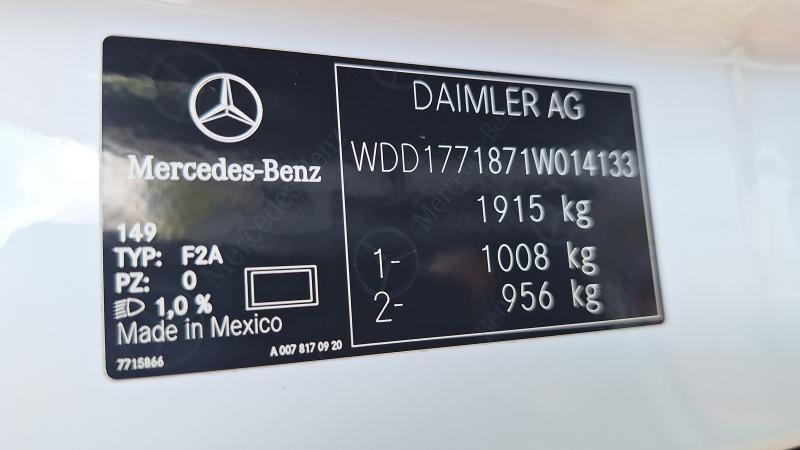 Mercedes-Benz
149
TYP: F2A
PZ: 0
1,0 %
Made in Mexico
7715866
A 007 817 09 20
DAIMLER AG
WDD1771871W014133
1915 kg
1- 1008 kg
2- 956 kg